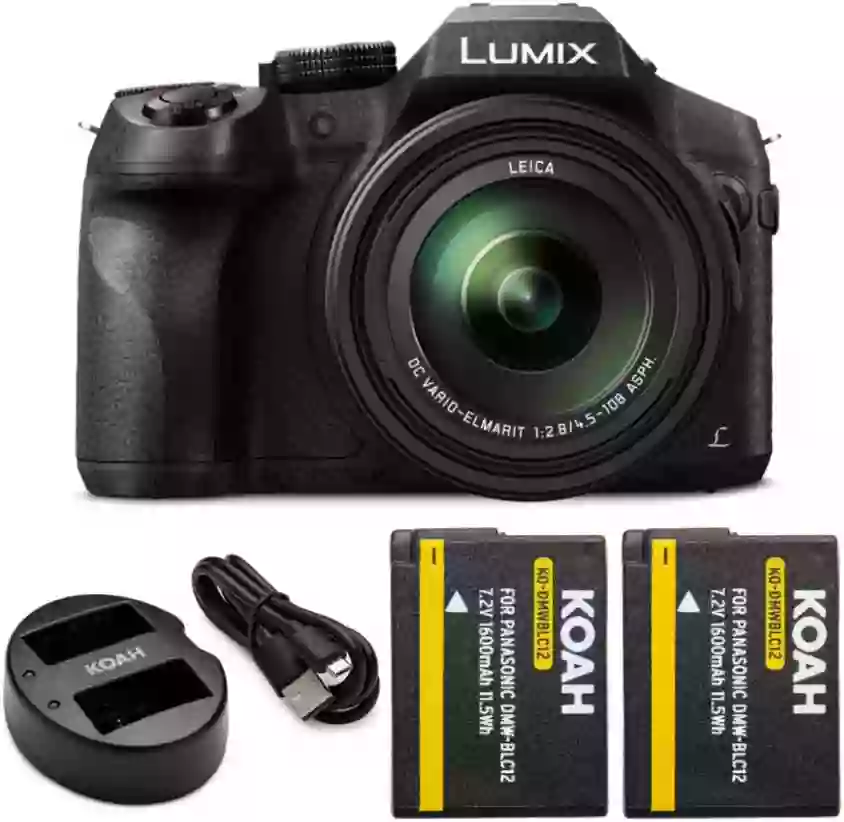 LUMIX
LEICA
DC VARIO-ELMARIT 1:2.8/4.5-108 ASPH.
L
KOAH
KOAH
KO-DMWBLC12
FOR PANASONIC DMW-BLC12
7.2V 1600mAh 11.5Wh
KOAH
KO-DMWBLC12
FOR PANASONIC DMW-BLC12
7.2V 1600mAh 11.5Wh